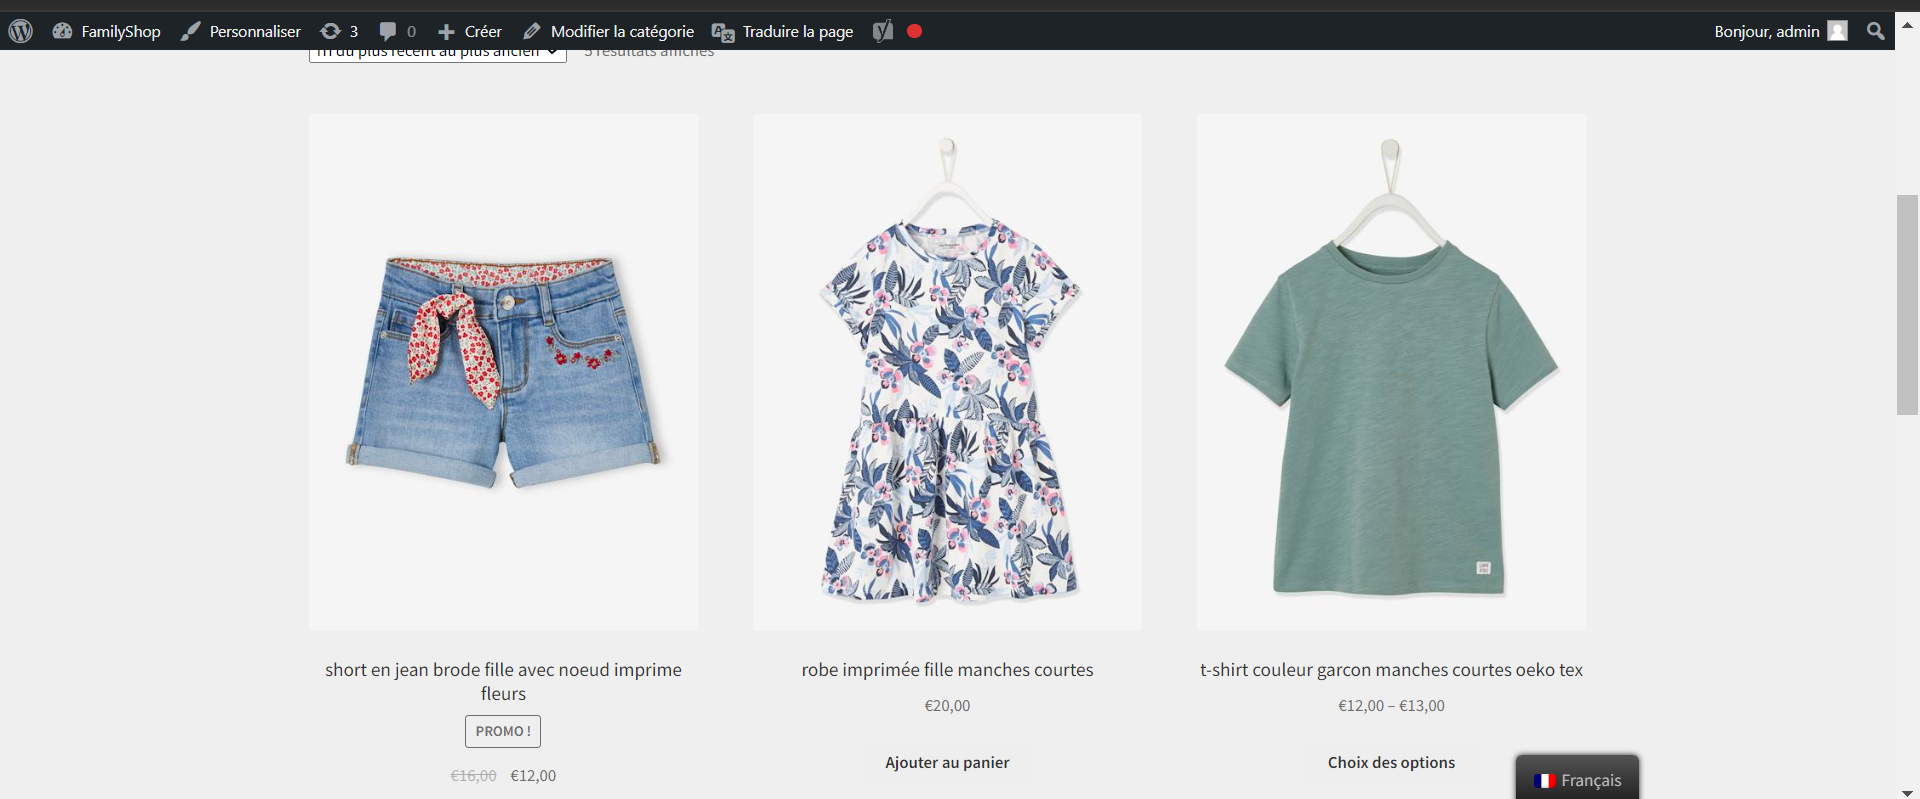 FamilyShop Personnaliser 3 0 Créer Modifier la catégorie Traduire la page Bonjour, admin
Tri du plus récent au plus ancien 5 résultats affichés
short en jean brode fille avec noeud imprime
fleurs
PROMO !
€16,00 €12,00
robe imprimée fille manches courtes
€20,00
Ajouter au panier
t-shirt couleur garcon manches courtes oeko tex
€12,00 – €13,00
Choix des options
Français